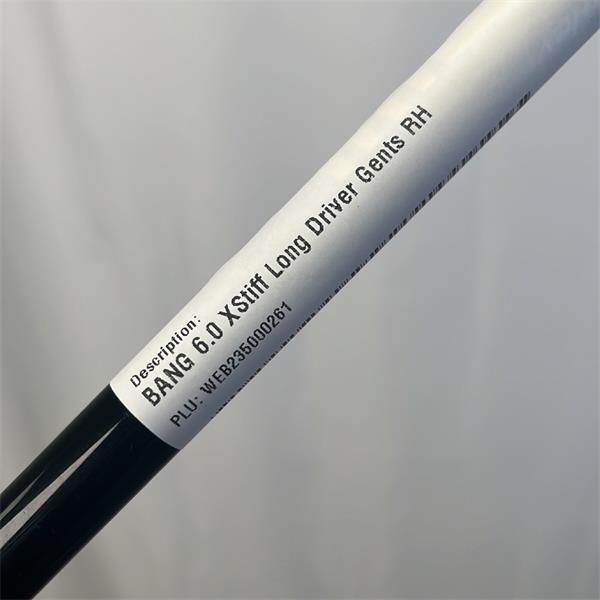 Description:
BANG 6.0 XStiff Long Driver Gents RH
PLU: WEB235000261